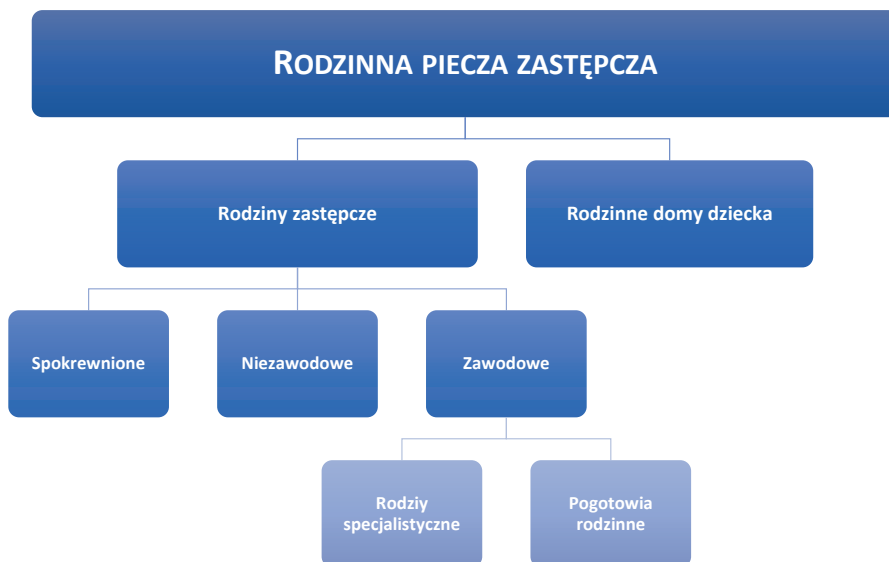 RODZINNA PIECZA ZASTĘPCZA
Rodziny zastępcze
Rodzinne domy dziecka
Spokrewnione
Niezawodowe
Zawodowe
Rodziy
specjalistyczne
Pogotowia
rodzinne